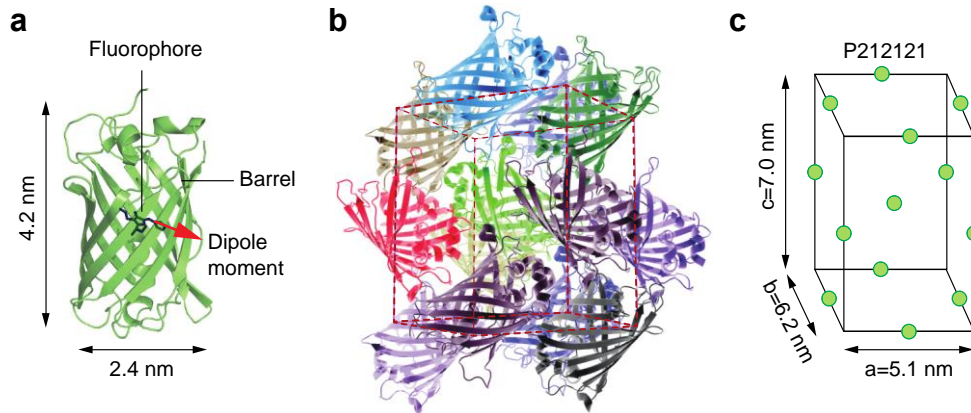 a
Fluorophore
4.2 nm
Barrel
Dipole
moment
2.4 nm
b
c
P212121
c=7.0 nm
b=6.2 nm
a=5.1 nm